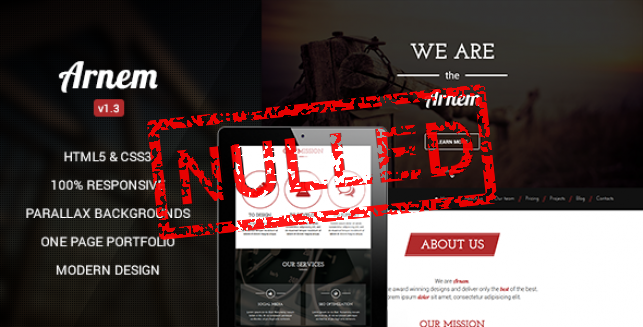 Arnem
v1.3
HTML5 & CSS3
100% RESPONSIVE
PARALLAX BACKGROUNDS
ONE PAGE PORTFOLIO
MODERN DESIGN
NULLED
WE ARE
the
Arnem
LEARN
Our team / Pricing / Projects / Blog / Contacts
ABOUT US
We are arnem
award winning designs and deliver only the best of the best.
ipsum dolor sit amet, consectetur adipisicing elit.
OUR MISSION
MISSION
TO DESIGN
OUR SERVICES
SOCIAL MEDIA
SEO OPTIMIZATION